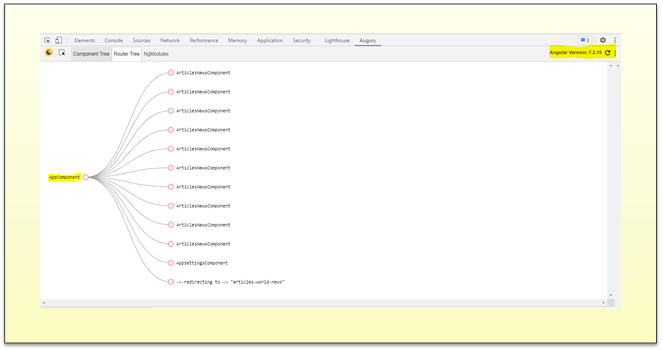 Elements Console Sources Network Performance Memory Application Security Lighthouse Augury 3
Component Tree Router Tree NgModules Angular Version: 7.2.15
ArticlesNewsComponent
ArticlesNewsComponent
ArticlesNewsComponent
ArticlesNewsComponent
ArticlesNewsComponent
ArticlesNewsComponent
AppComponent
ArticlesNewsComponent
ArticlesNewsComponent
ArticlesNewsComponent
ArticlesNewsComponent
AppSettingsComponent
-> redirecting to -> "articles-world-news"